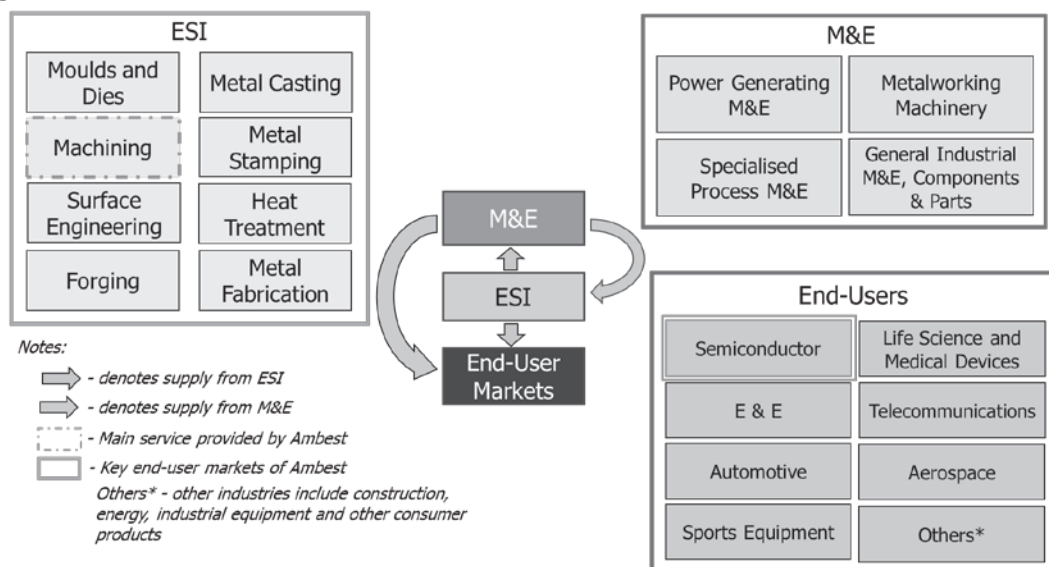 ESI
Moulds and
Dies
Metal Casting
Machining
Metal
Stamping
Surface
Engineering
Heat
Treatment
Forging
Metal
Fabrication
M&E
ESI
End-User
Markets
M&E
Power Generating
M&E
Metalworking
Machinery
Specialised
Process M&E
General Industrial
M&E, Components
& Parts
End-Users
Semiconductor
Life Science and
Medical Devices
E & E
Telecommunications
Automotive
Aerospace
Sports Equipment
Others*
Notes:
- denotes supply from ESI
- denotes supply from M&E
- Main service provided by Ambest
- Key end-user markets of Ambest
Others* - other industries include construction,
energy, industrial equipment and other consumer
products